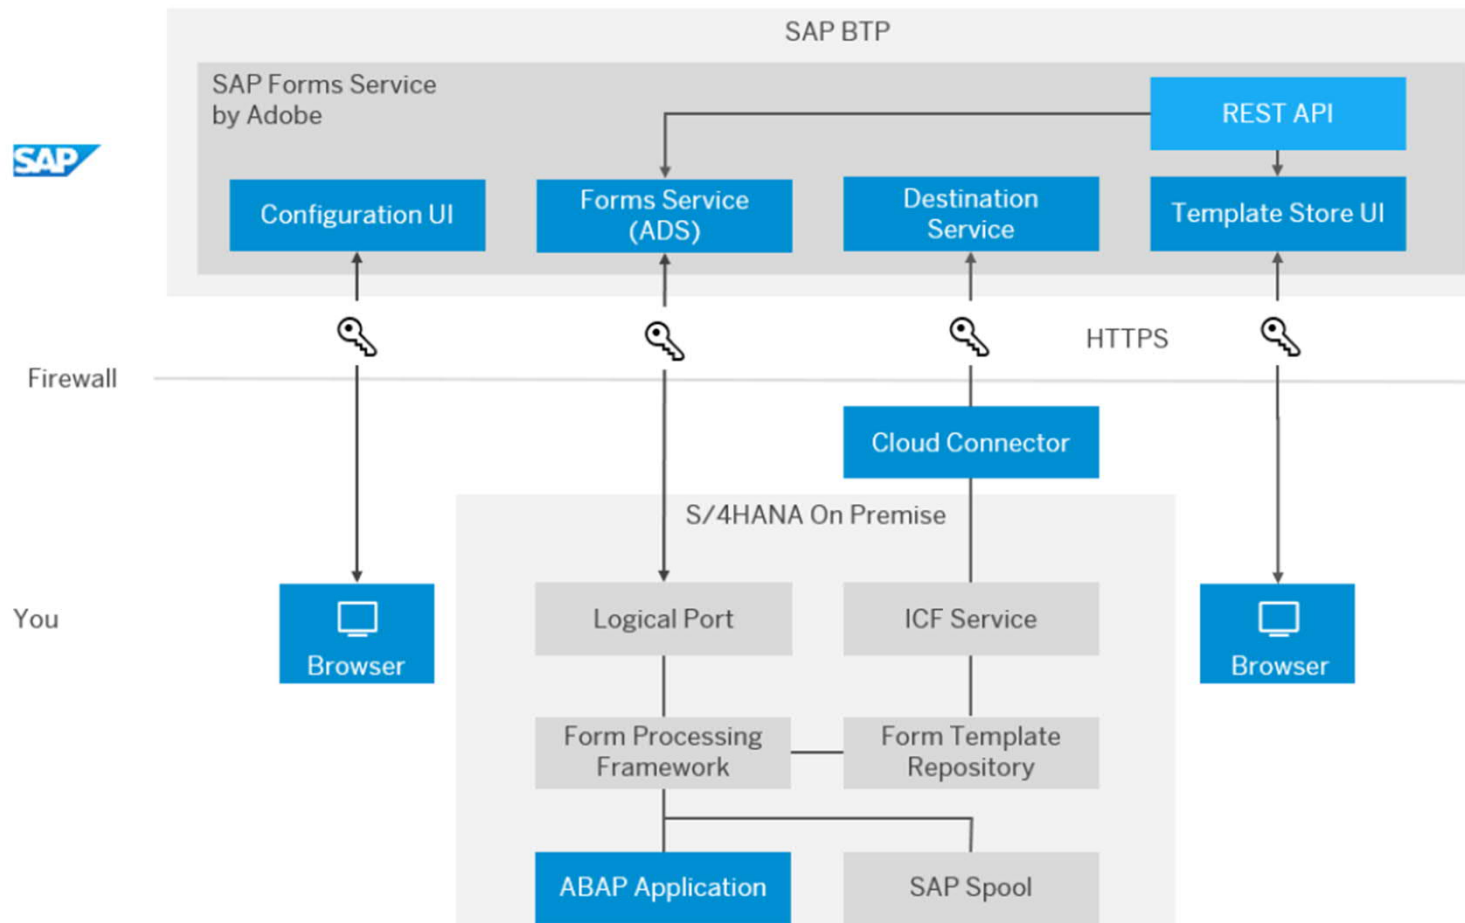 SAP BTP
SAP Forms Service
by Adobe
REST API
SAP
Configuration UI
Forms Service
(ADS)
Destination
Service
Template Store UI
HTTPS
Firewall
Cloud Connector
S/4HANA On Premise
You
Browser
Logical Port
ICF Service
Browser
Form Processing
Framework
Form Template
Repository
ABAP Application
SAP Spool